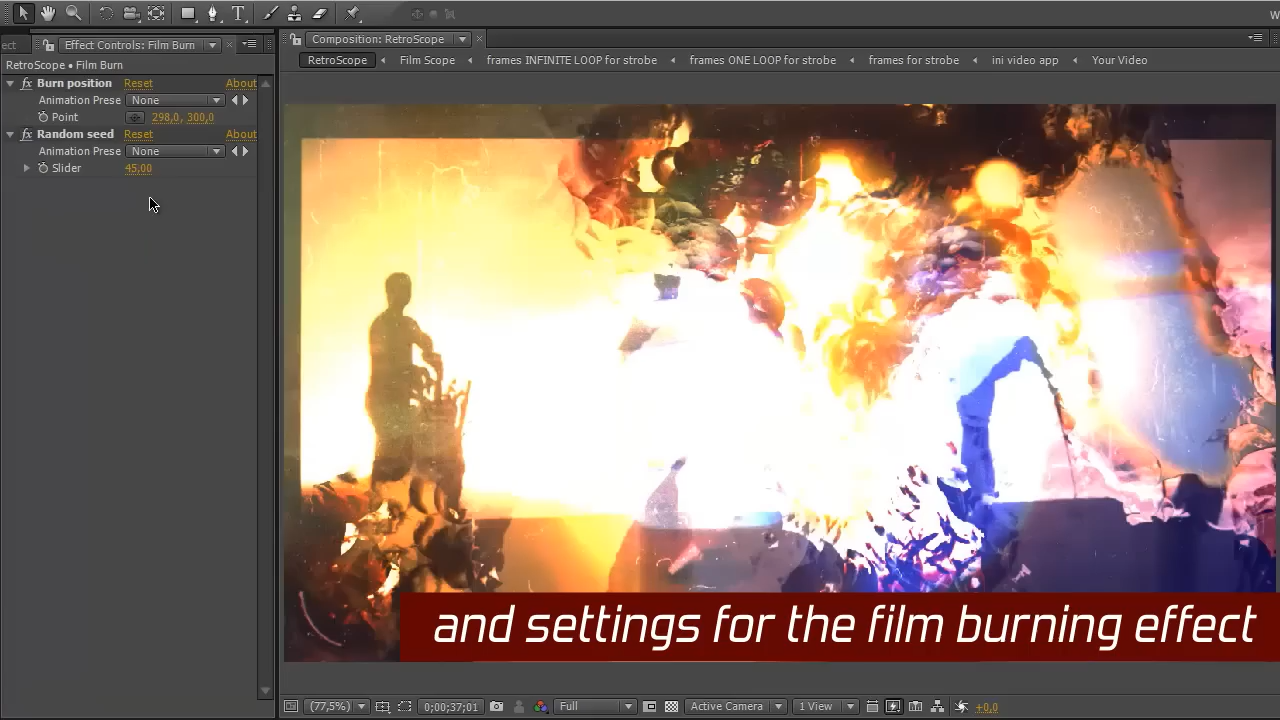 W
ect
Effect Controls: Film Burn
Composition: RetroScope
RetroScope • Film Burn
RetroScope
Film Scope
frames INFINITE LOOP for strobe
frames ONE LOOP for strobe
frames for strobe
ini video app
Your Video
fx Burn position Reset About
Animation Prese None
Point 298,0, 300,0
fx Random seed Reset About
Animation Prese None
Slider 45,00
and settings for the film burning effect
(77,5%) 0;00;37;01 Full Active Camera 1 View +0,0